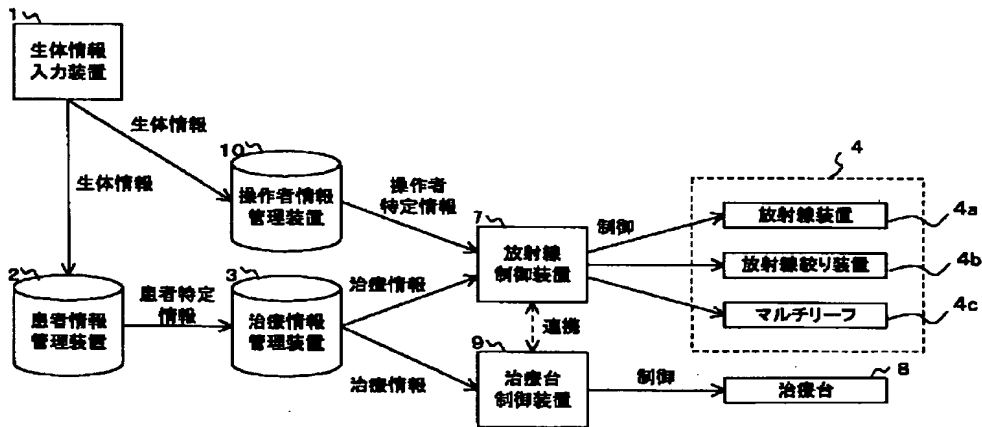 1
生体情報
入力装置
生体情報
生体情報
10
操作者情報
管理装置
操作者
特定情報
2
患者情報
管理装置
患者特定
情報
3
治療情報
管理装置
治療情報
治療情報
7
放射線
制御装置
連携
9
治療台
制御装置
制御
制御
4
放射線装置
4a
放射線絞り装置
4b
マルチリーフ
4c
治療台
8